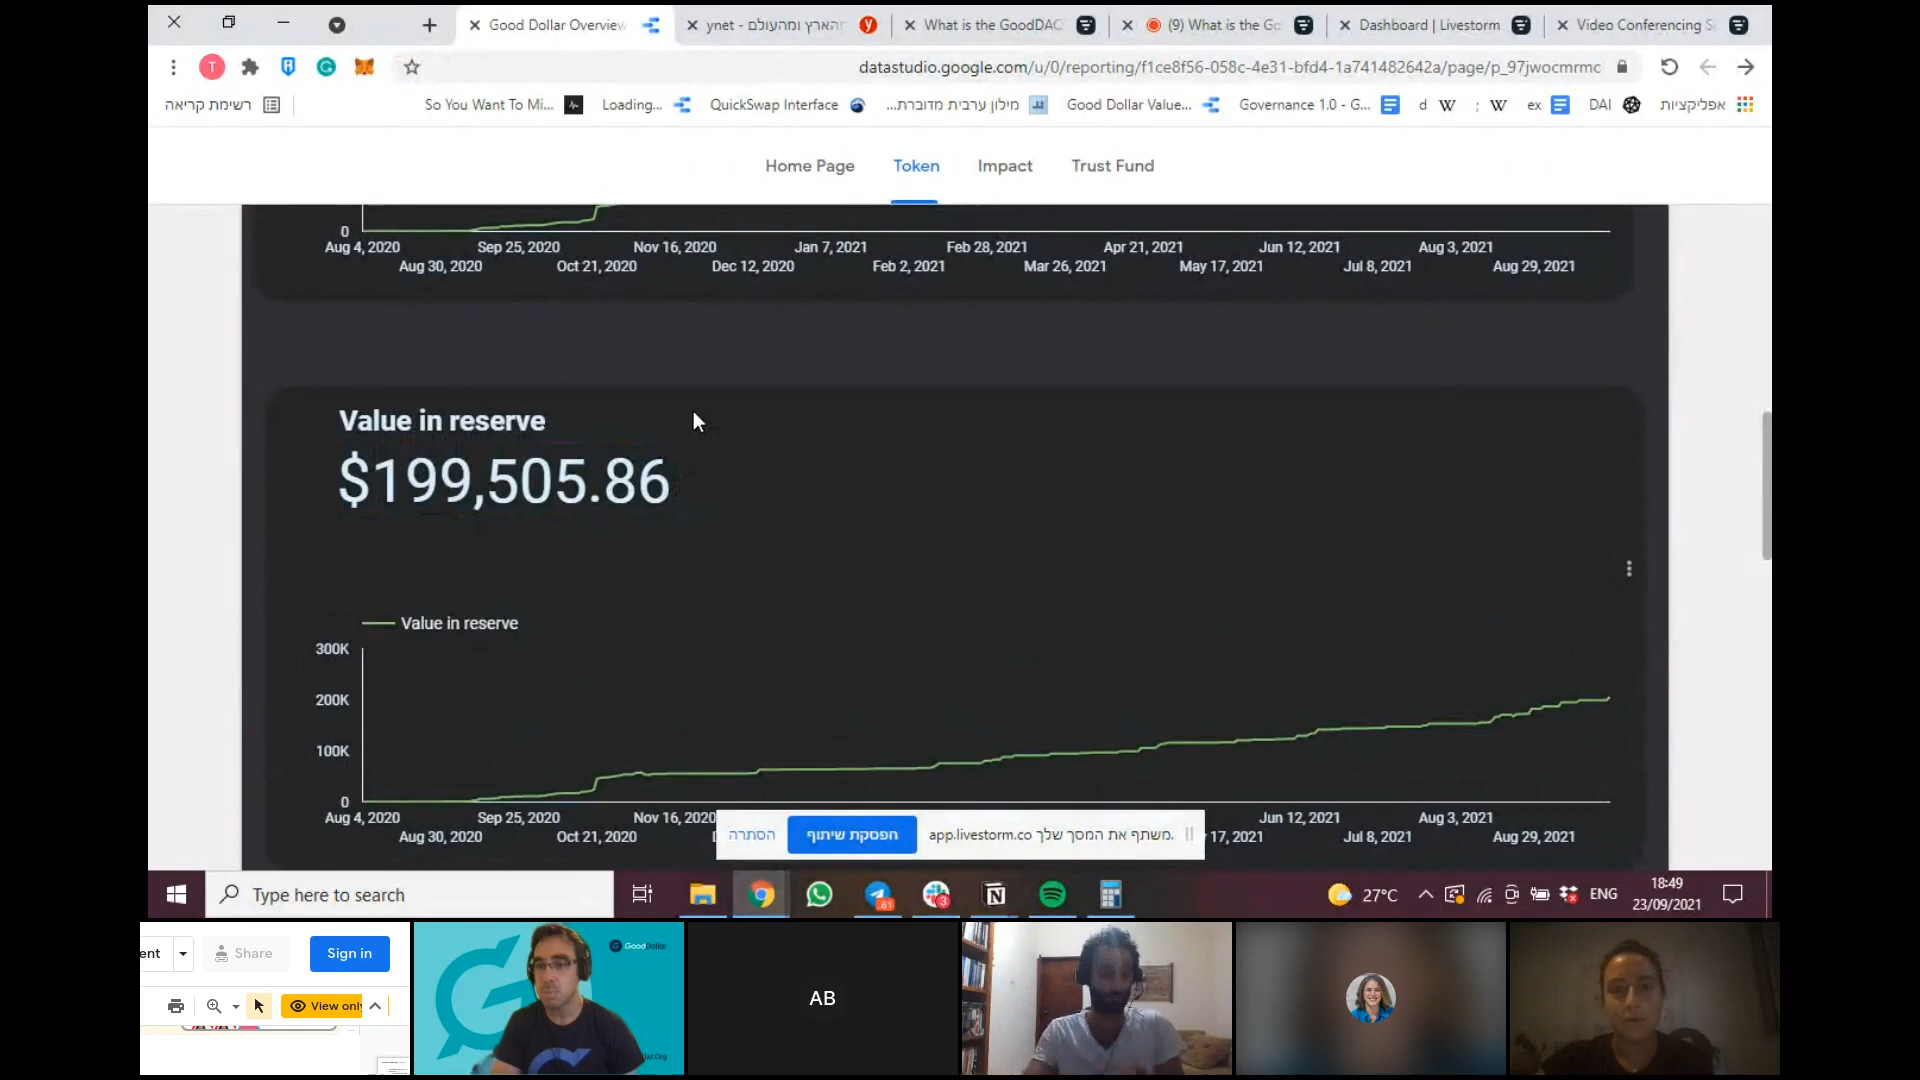 Good Dollar Overview
ynet - מהארץ ומהעולם
What is the GoodDAO
(9) What is the Go
Dashboard | Livestorm
Video Conferencing S
T
datastudio.google.com/u/0/reporting/f1ce8f56-058c-4e31-bfd4-1a741482642a/page/p_97jwocmrmc
רשימת קריאה
So You Want To Mi...
Loading...
QuickSwap Interface
מילון ערבית מדוברת...
Good Dollar Value...
Governance 1.0 - G...
d
W
;
W
ex
DAI
אפליקציות
Home Page
Token
Impact
Trust Fund
0
Aug 4, 2020
Sep 25, 2020
Nov 16, 2020
Jan 7, 2021
Feb 28, 2021
Apr 21, 2021
Jun 12, 2021
Aug 3, 2021
Aug 30, 2020
Oct 21, 2020
Dec 12, 2020
Feb 2, 2021
Mar 26, 2021
May 17, 2021
Jul 8, 2021
Aug 29, 2021
Value in reserve
$199,505.86
Value in reserve
300K
200K
100K
0
Aug 4, 2020
Sep 25, 2020
Nov 16, 2020
Jun 12, 2021
Aug 3, 2021
Aug 30, 2020
Oct 21, 2020
17, 2021
Jul 8, 2021
Aug 29, 2021
הסתרה
הפסקת שיתוף
משתף את המסך שלך app.livestorm.co.
Type here to search
61
3
27°C
ENG
18:49
23/09/2021
ent
Share
Sign in
View only
GoodDollar
AB